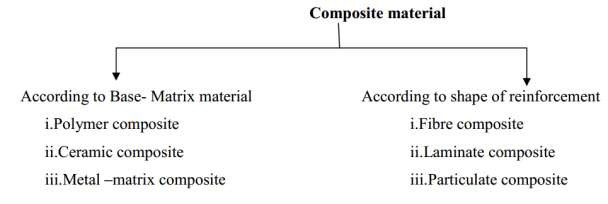 Composite material
According to Base- Matrix material
i.Polymer composite
ii.Ceramic composite
iii.Metal –matrix composite
According to shape of reinforcement
i.Fibre composite
ii.Laminate composite
iii.Particulate composite